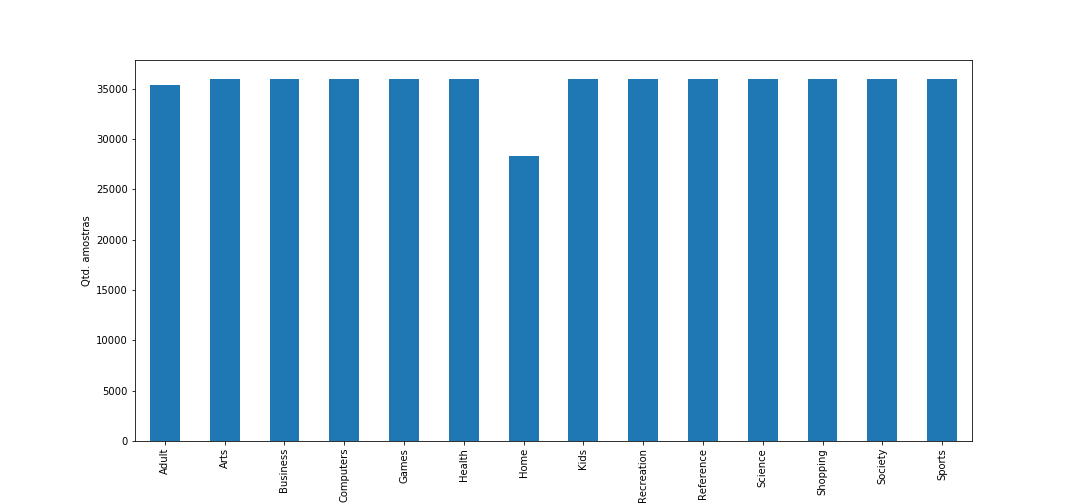 35000
30000
25000
20000
15000
10000
5000
0
Qtd. amostras
Adult
Arts
Business
Computers
Games
Health
Home
Kids
Recreation
Reference
Science
Shopping
Society
Sports